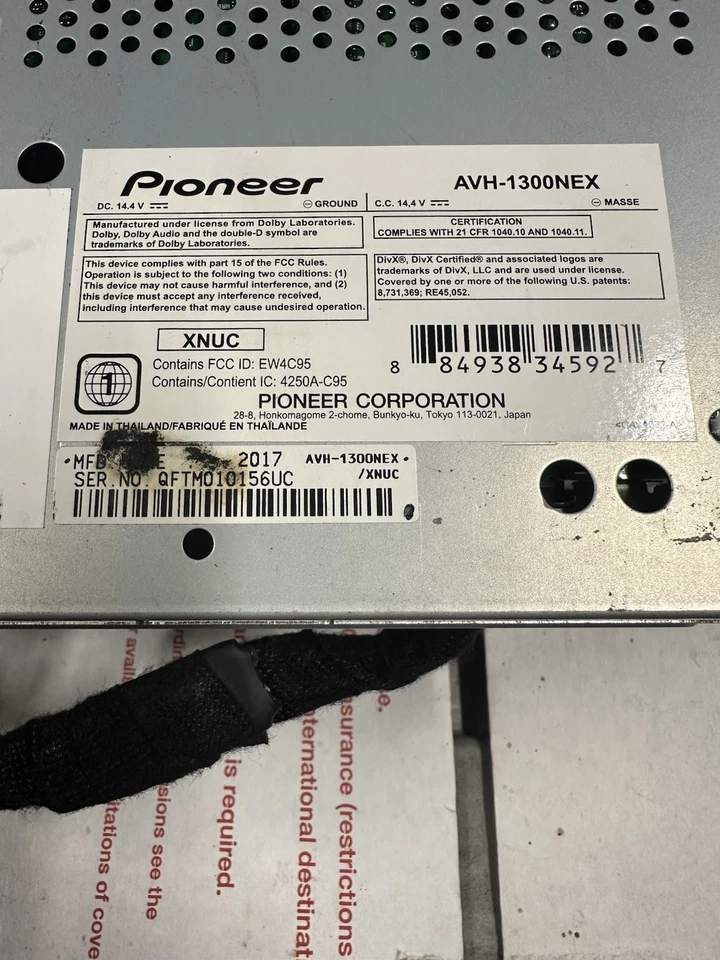 Pioneer
AVH-1300NEX
DC. 14.4 V ⎓ ⊖ GROUND
C.C. 14,4 V ⎓ ⊖ MASSE
Manufactured under license from Dolby Laboratories.
Dolby, Dolby Audio and the double-D symbol are
trademarks of Dolby Laboratories.
CERTIFICATION
COMPLIES WITH 21 CFR 1040.10 AND 1040.11.
This device complies with part 15 of the FCC Rules.
Operation is subject to the following two conditions: (1)
This device may not cause harmful interference, and (2)
this device must accept any interference received,
including interference that may cause undesired operation.
DivX®, DivX Certified® and associated logos are
trademarks of DivX, LLC and are used under license.
Covered by one or more of the following U.S. patents:
8,731,369; RE45,052.
XNUC
1
Contains FCC ID: EW4C95
Contains/Contient IC: 4250A-C95
8 84938 34592 7
PIONEER CORPORATION
28-8, Honkomagome 2-chome, Bunkyo-ku, Tokyo 113-0021, Japan
MADE IN THAILAND/FABRIQUÉ EN THAÏLANDE
MFD 2017
SER.NO. QFTM010156UC
AVH-1300NEX
/XNUC
surance (restrictions
nternational destinat
is required.
sions see the
itations of cove